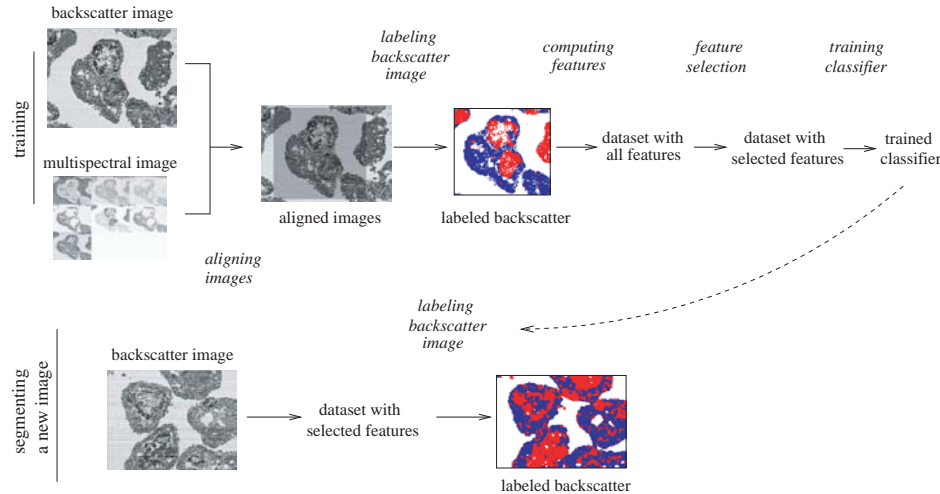 backscatter image
labeling
backscatter
image
computing
features
feature
selection
training
classifier
training
multispectral image
aligned images
labeled backscatter
dataset with
all features
dataset with
selected features
trained
classifier
aligning
images
labeling
backscatter
image
segmenting
a new image
backscatter image
dataset with
selected features
labeled backscatter